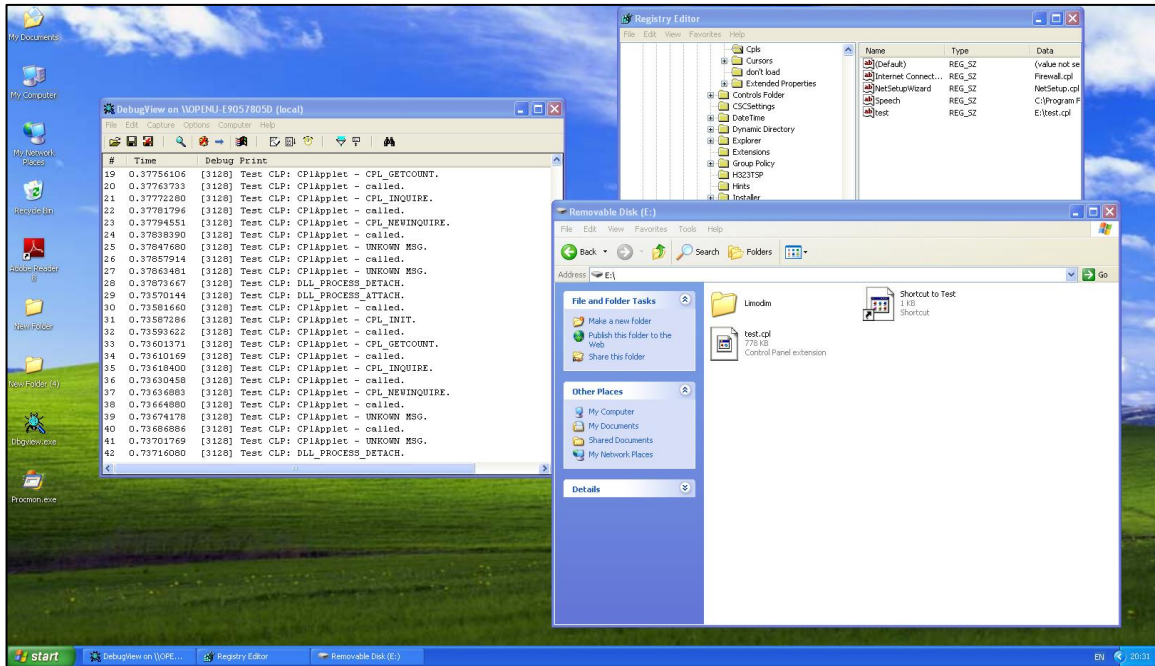 My Documents
My Computer
My Network
Places
Recycle Bin
Adobe Reader
8
New Folder
New Folder (4)
Dbgview.exe
Procmon.exe
DebugView on \\OPENU-E9057805D (local)
File Edit Capture Options Computer Help
# Time Debug Print
19 0.37756106 [3128] Test CLP: CPlApplet - CPL_GETCOUNT.
20 0.37763733 [3128] Test CLP: CPlApplet - called.
21 0.37772280 [3128] Test CLP: CPlApplet - CPL_INQUIRE.
22 0.37781796 [3128] Test CLP: CPlApplet - called.
23 0.37794551 [3128] Test CLP: CPlApplet - CPL_NEWINQUIRE.
24 0.37838390 [3128] Test CLP: CPlApplet - called.
25 0.37847680 [3128] Test CLP: CPlApplet - UNKOWN MSG.
26 0.37857914 [3128] Test CLP: CPlApplet - called.
27 0.37863481 [3128] Test CLP: CPlApplet - UNKOWN MSG.
28 0.37873667 [3128] Test CLP: DLL_PROCESS_DETACH.
29 0.73570144 [3128] Test CLP: DLL_PROCESS_ATTACH.
30 0.73581660 [3128] Test CLP: CPlApplet - called.
31 0.73587286 [3128] Test CLP: CPlApplet - CPL_INIT.
32 0.73593622 [3128] Test CLP: CPlApplet - called.
33 0.73601371 [3128] Test CLP: CPlApplet - CPL_GETCOUNT.
34 0.73610169 [3128] Test CLP: CPlApplet - called.
35 0.73618400 [3128] Test CLP: CPlApplet - CPL_INQUIRE.
36 0.73630458 [3128] Test CLP: CPlApplet - called.
37 0.73636883 [3128] Test CLP: CPlApplet - CPL_NEWINQUIRE.
38 0.73664880 [3128] Test CLP: CPlApplet - called.
39 0.73674178 [3128] Test CLP: CPlApplet - UNKOWN MSG.
40 0.73686886 [3128] Test CLP: CPlApplet - called.
41 0.73701769 [3128] Test CLP: CPlApplet - UNKOWN MSG.
42 0.73716080 [3128] Test CLP: DLL_PROCESS_DETACH.
Registry Editor
File Edit View Favorites Help
Cpls
Cursors
don't load
Extended Properties
Controls Folder
CSCSettings
DateTime
Dynamic Directory
Explorer
Extensions
Group Policy
H323TSP
Hints
Installer
Name Type Data
(Default) REG_SZ (value not se
Internet Connect... REG_SZ Firewall.cpl
NetSetupWizard REG_SZ NetSetup.cpl
Speech REG_SZ C:\Program F
test REG_SZ E:\test.cpl
Removable Disk (E:)
File Edit View Favorites Tools Help
Back Search Folders
Address E:\ Go
File and Folder Tasks
Make a new folder
Publish this folder to the
Web
Share this folder
Other Places
My Computer
My Documents
Shared Documents
My Network Places
Details
Limodim
Shortcut to Test
1 KB
Shortcut
test.cpl
778 KB
Control Panel extension
start DebugView on \\OPE... Registry Editor Removable Disk (E:) EN 20:31